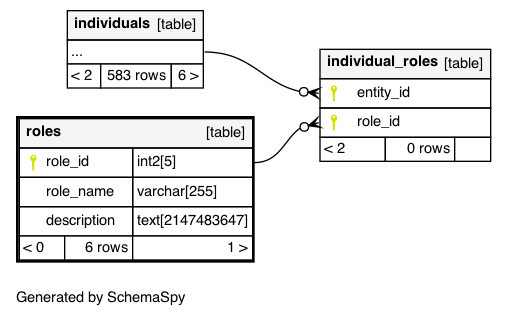 individuals [table]
...
< 2 583 rows 6 >
individual_roles [table]
entity_id
role_id
< 2 0 rows
roles [table]
role_id int2[5]
role_name varchar[255]
description text[2147483647]
< 0 6 rows 1 >
Generated by SchemaSpy